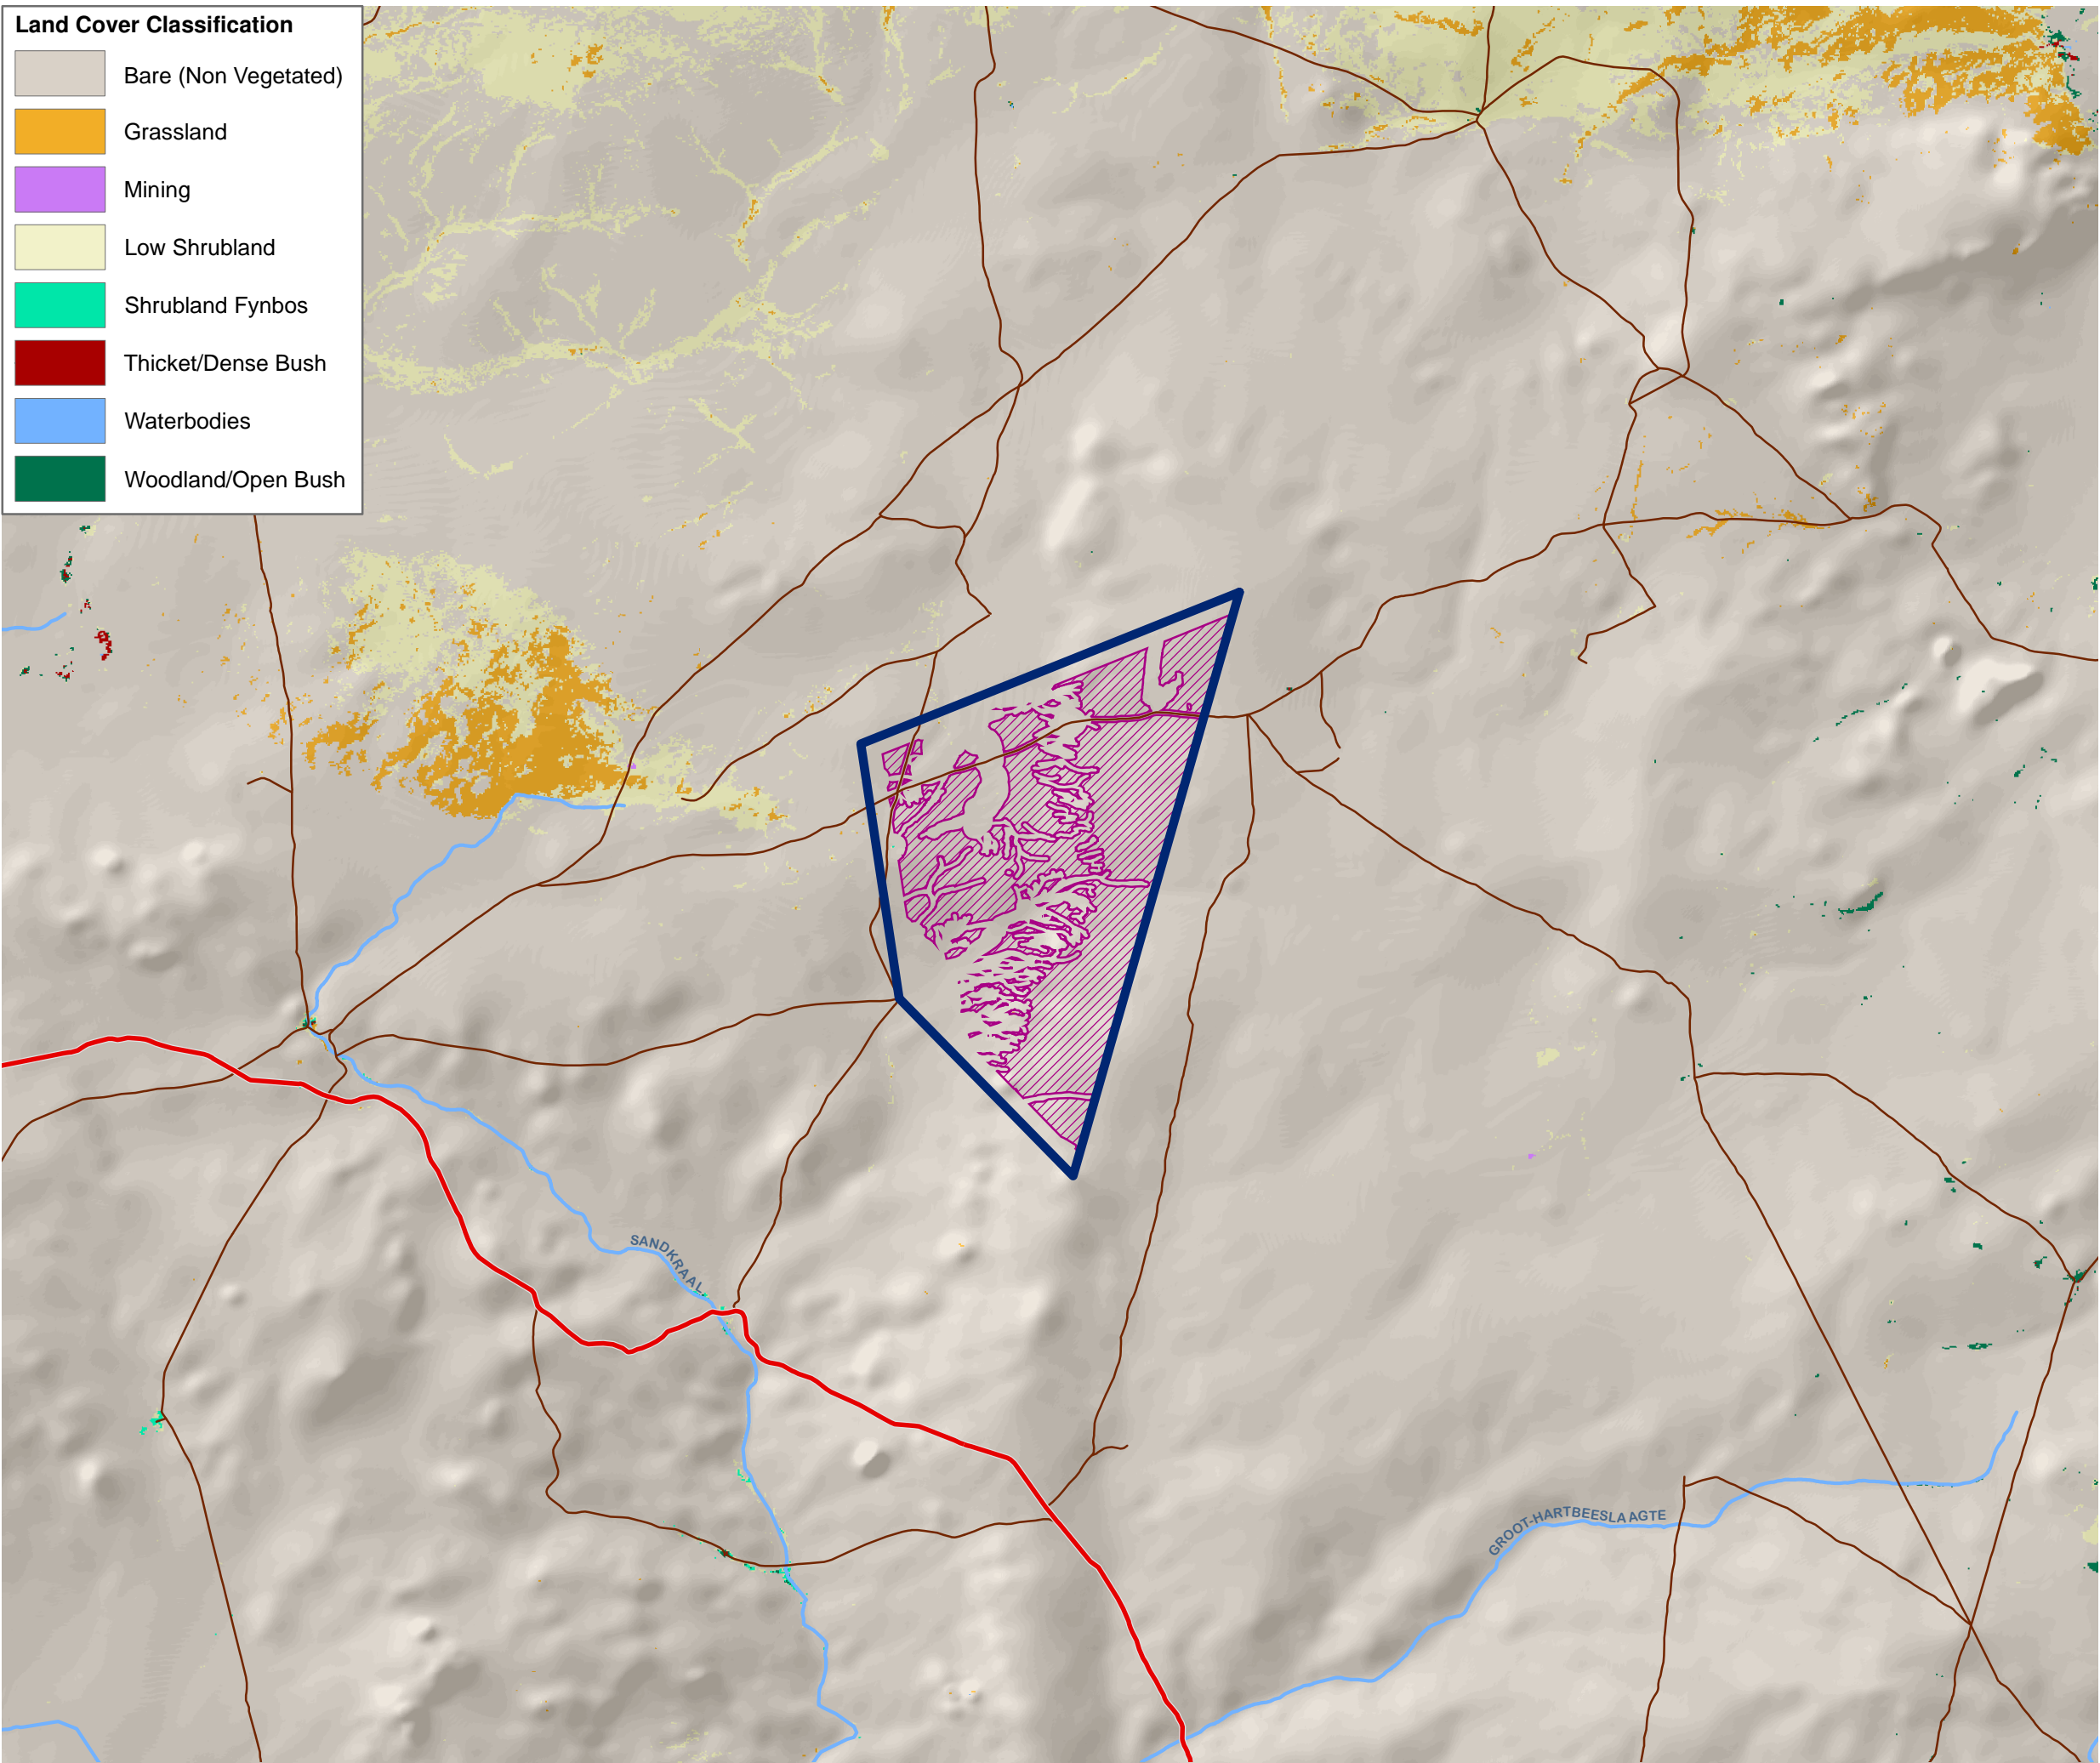 Land Cover Classification
Bare (Non Vegetated)
Grassland
Mining
Low Shrubland
Shrubland Fynbos
Thicket/Dense Bush
Waterbodies
Woodland/Open Bush
SANDKRAAL
GROOT-HARTBEESLAAGTE